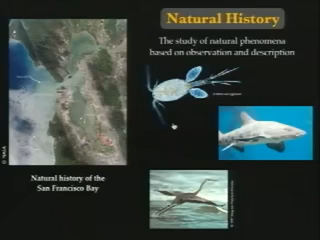 Natural History
The study of natural phenomena
based on observation and description
© NASA
Natural history of the
San Francisco Bay